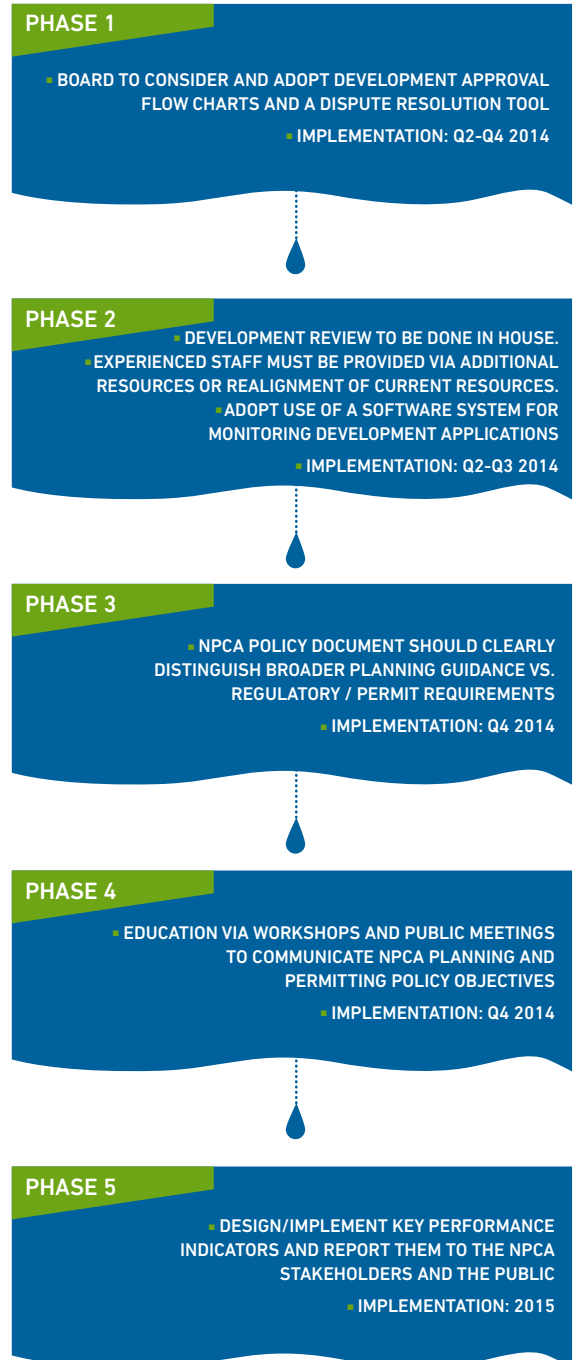 PHASE 1
▪ BOARD TO CONSIDER AND ADOPT DEVELOPMENT APPROVAL
FLOW CHARTS AND A DISPUTE RESOLUTION TOOL
▪ IMPLEMENTATION: Q2-Q4 2014
PHASE 2
▪ DEVELOPMENT REVIEW TO BE DONE IN HOUSE.
▪ EXPERIENCED STAFF MUST BE PROVIDED VIA ADDITIONAL
RESOURCES OR REALIGNMENT OF CURRENT RESOURCES.
▪ ADOPT USE OF A SOFTWARE SYSTEM FOR
MONITORING DEVELOPMENT APPLICATIONS
▪ IMPLEMENTATION: Q2-Q3 2014
PHASE 3
▪ NPCA POLICY DOCUMENT SHOULD CLEARLY
DISTINGUISH BROADER PLANNING GUIDANCE VS.
REGULATORY / PERMIT REQUIREMENTS
▪ IMPLEMENTATION: Q4 2014
PHASE 4
▪ EDUCATION VIA WORKSHOPS AND PUBLIC MEETINGS
TO COMMUNICATE NPCA PLANNING AND
PERMITTING POLICY OBJECTIVES
▪ IMPLEMENTATION: Q4 2014
PHASE 5
▪ DESIGN/IMPLEMENT KEY PERFORMANCE
INDICATORS AND REPORT THEM TO THE NPCA
STAKEHOLDERS AND THE PUBLIC
▪ IMPLEMENTATION: 2015